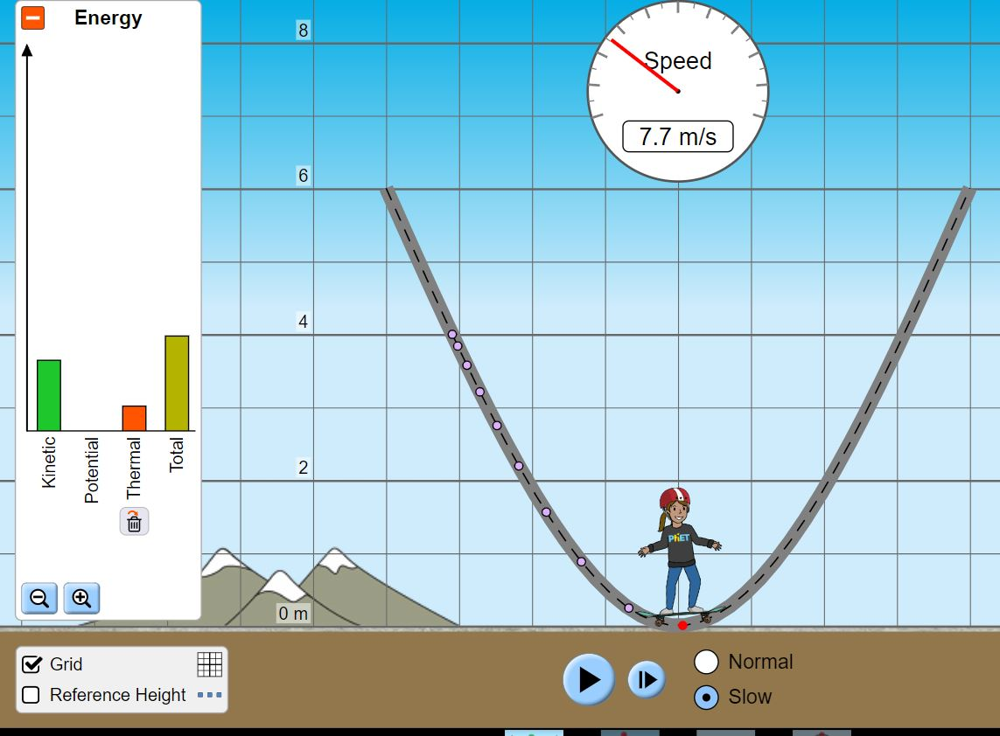 Energy
Kinetic
Potential
Thermal
Total
8
6
4
2
0 m
Speed
7.7 m/s
PhET
Grid
Reference Height
Normal
Slow